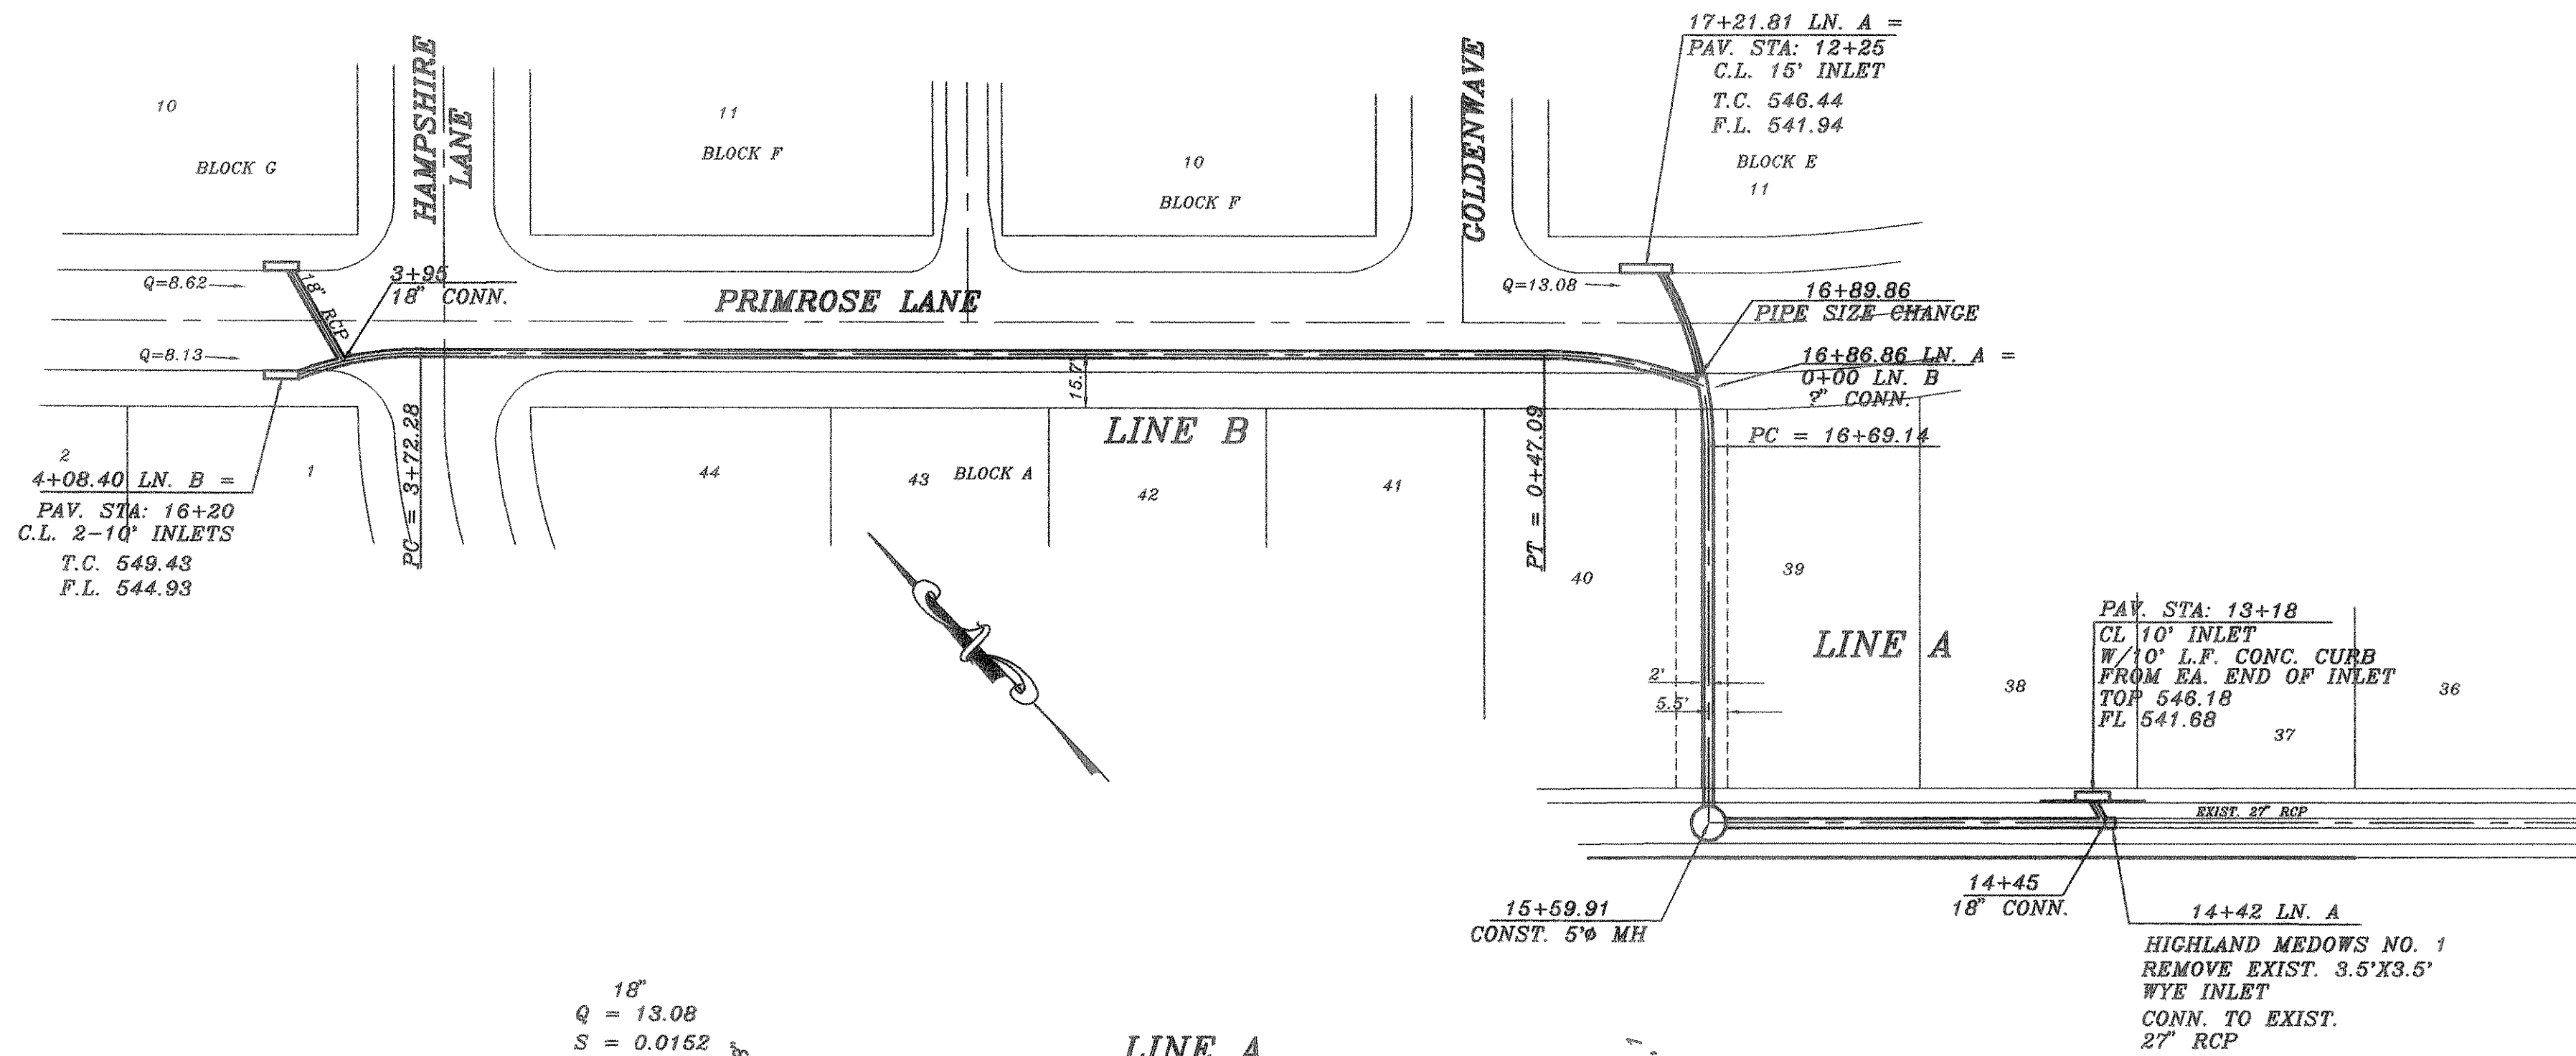 17+21.81 LN. A =
PAV. STA: 12+25
C.L. 15' INLET
T.C. 546.44
F.L. 541.94
BLOCK E
11
10
BLOCK G
HAMPSHIRE
LANE
11
BLOCK F
10
BLOCK F
GOLDENWAVE
Q=8.62
18" RCP
3+95
18" CONN.
PRIMROSE LANE
Q=13.08
16+89.86
PIPE SIZE CHANGE
Q=8.13
15.7'
16+86.86 LN. A =
0+00 LN. B
?" CONN.
LINE B
PC = 16+69.14
2
1
4+08.40 LN. B =
PAV. STA: 16+20
C.L. 2-10' INLETS
T.C. 549.43
F.L. 544.93
PC = 3+72.28
44
43
BLOCK A
42
41
PT = 0+47.09
40
39
LINE A
2'
5.5'
38
PAV. STA: 13+18
CL 10' INLET
W/10' L.F. CONC. CURB
FROM EA. END OF INLET
TOP 546.18
FL 541.68
37
36
EXIST. 27" RCP
15+59.91
CONST. 5'ø MH
14+45
18" CONN.
14+42 LN. A
HIGHLAND MEDOWS NO. 1
REMOVE EXIST. 3.5'X3.5'
WYE INLET
CONN. TO EXIST.
27" RCP
18"
Q = 13.08
S = 0.0152
LINE A